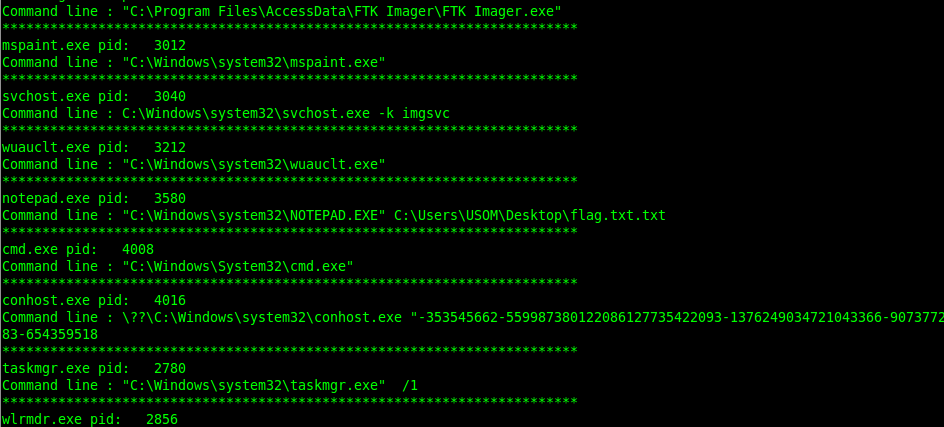 Command line : "C:\Program Files\AccessData\FTK Imager\FTK Imager.exe"
************************************************************************
mspaint.exe pid:   3012
Command line : "C:\Windows\system32\mspaint.exe"
************************************************************************
svchost.exe pid:   3040
Command line : C:\Windows\system32\svchost.exe -k imgsvc
************************************************************************
wuauclt.exe pid:   3212
Command line : "C:\Windows\system32\wuauclt.exe"
************************************************************************
notepad.exe pid:   3580
Command line : "C:\Windows\system32\NOTEPAD.EXE" C:\Users\USOM\Desktop\flag.txt.txt
************************************************************************
cmd.exe pid:   4008
Command line : "C:\Windows\System32\cmd.exe"
************************************************************************
conhost.exe pid:   4016
Command line : \??\C:\Windows\system32\conhost.exe "-353545662-559987380122086127735422093-1376249034721043366-9073772
83-654359518
************************************************************************
taskmgr.exe pid:   2780
Command line : "C:\Windows\system32\taskmgr.exe"  /1
************************************************************************
wlrmdr.exe pid:   2856